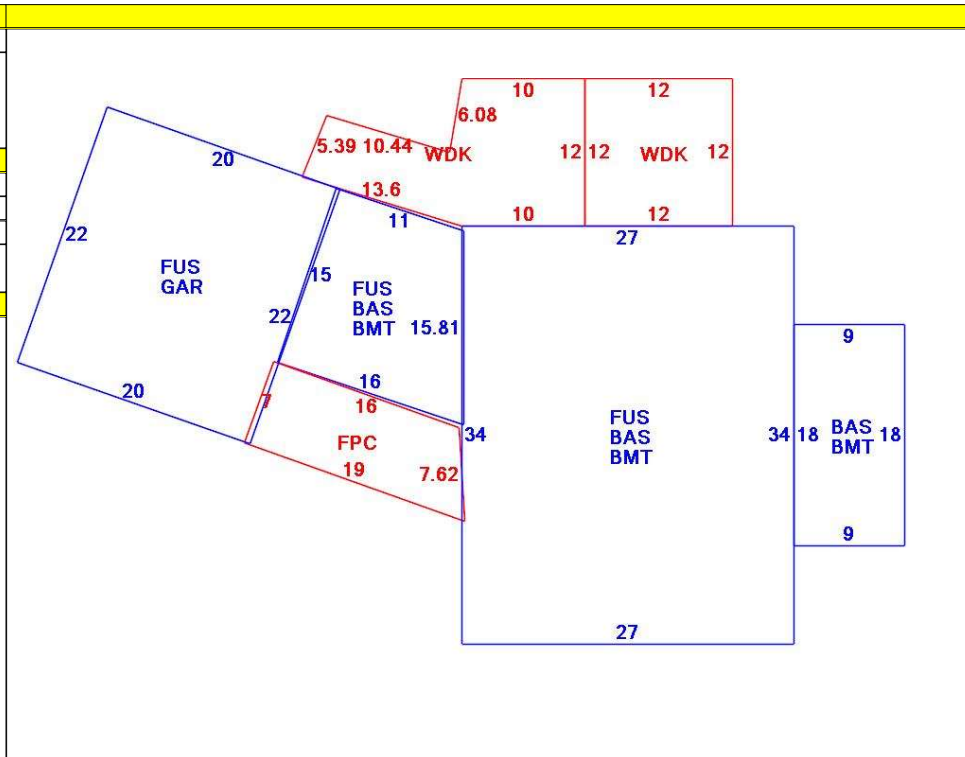 10
12
6.08
5.39 10.44 WDK
12 12 WDK 12
20
13.6
11
10
12
27
22
FUS
GAR
15
FUS
BAS
BMT 15.81
22
9
20
16
16
7
FPC
19
7.62
34
FUS
BAS
BMT
34 18 BAS 18
BMT
9
27